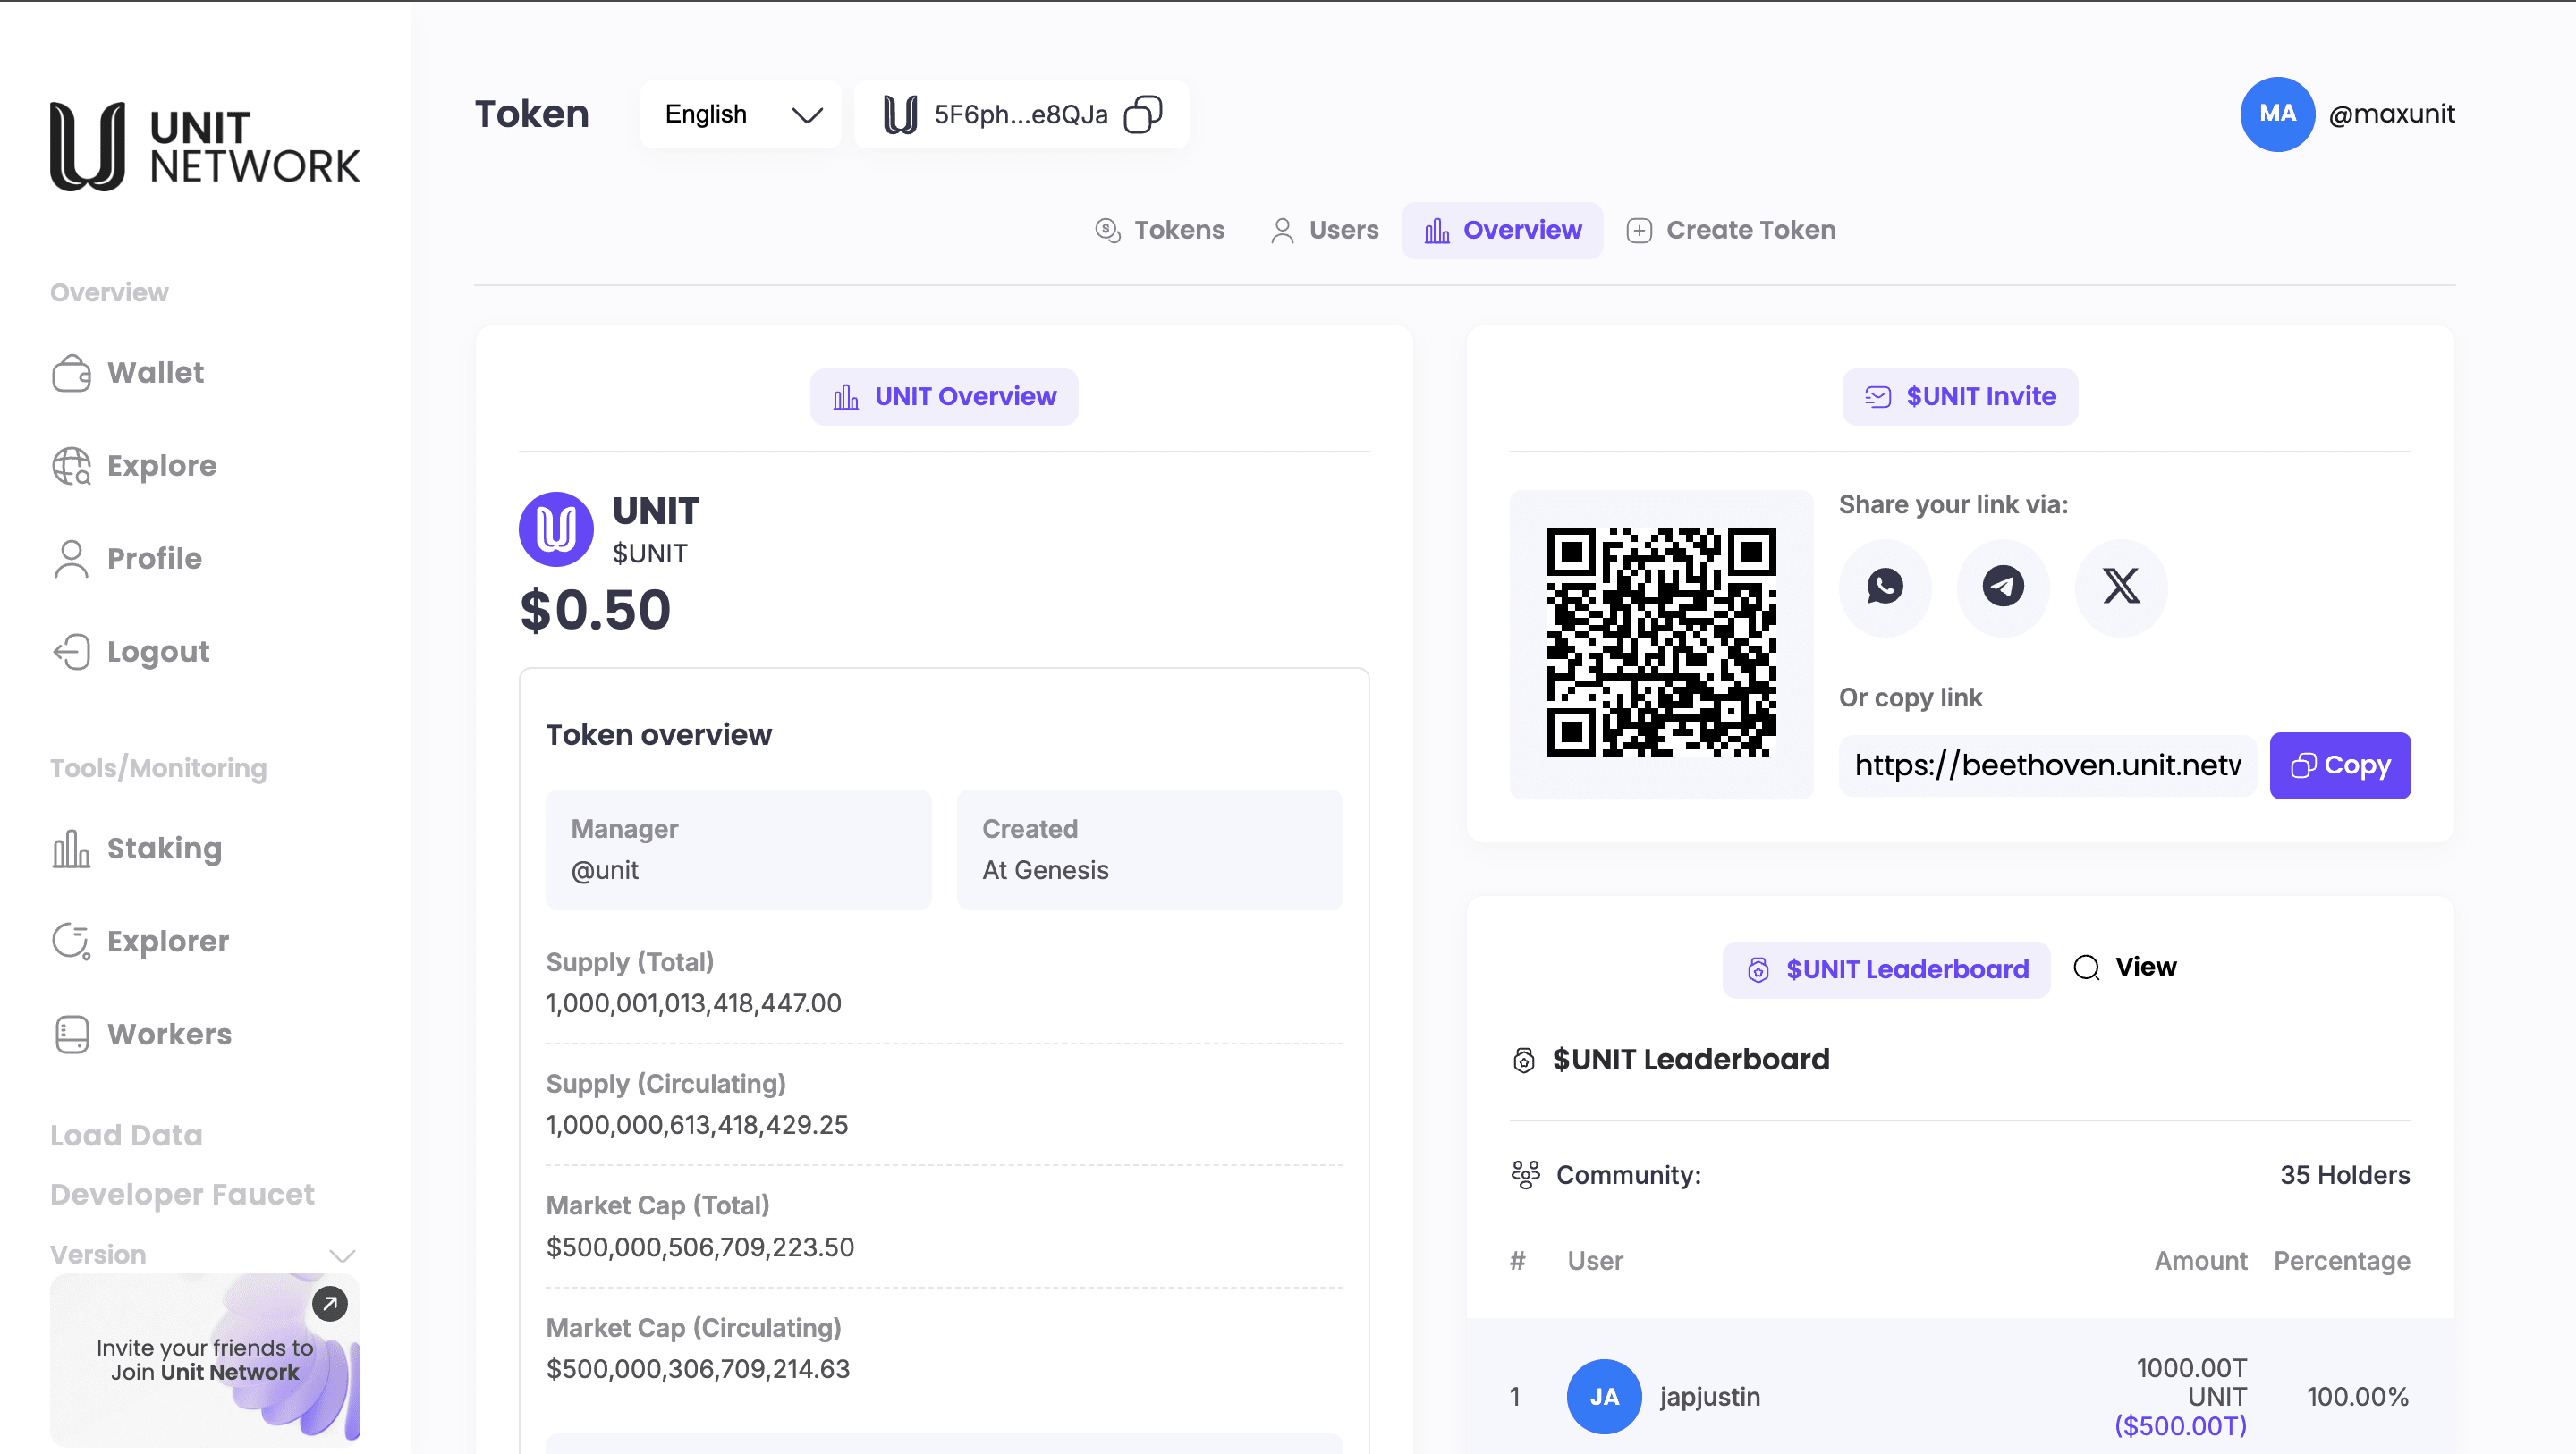 UNIT
NETWORK
Overview
Wallet
Explore
Profile
Logout
Tools/Monitoring
Staking
Explorer
Workers
Load Data
Developer Faucet
Version
Invite your friends to
Join Unit Network
Token
English
5F6ph...e8QJa
MA
@maxunit
Tokens
Users
Overview
Create Token
UNIT Overview
UNIT
$UNIT
$0.50
Token overview
Manager
@unit
Created
At Genesis
Supply (Total)
1,000,001,013,418,447.00
Supply (Circulating)
1,000,000,613,418,429.25
Market Cap (Total)
$500,000,506,709,223.50
Market Cap (Circulating)
$500,000,306,709,214.63
$UNIT Invite
Share your link via:
Or copy link
https://beethoven.unit.netw
Copy
$UNIT Leaderboard
View
$UNIT Leaderboard
Community:
35 Holders
# User Amount Percentage
1 JA japjustin 1000.00T UNIT ($500.00T) 100.00%